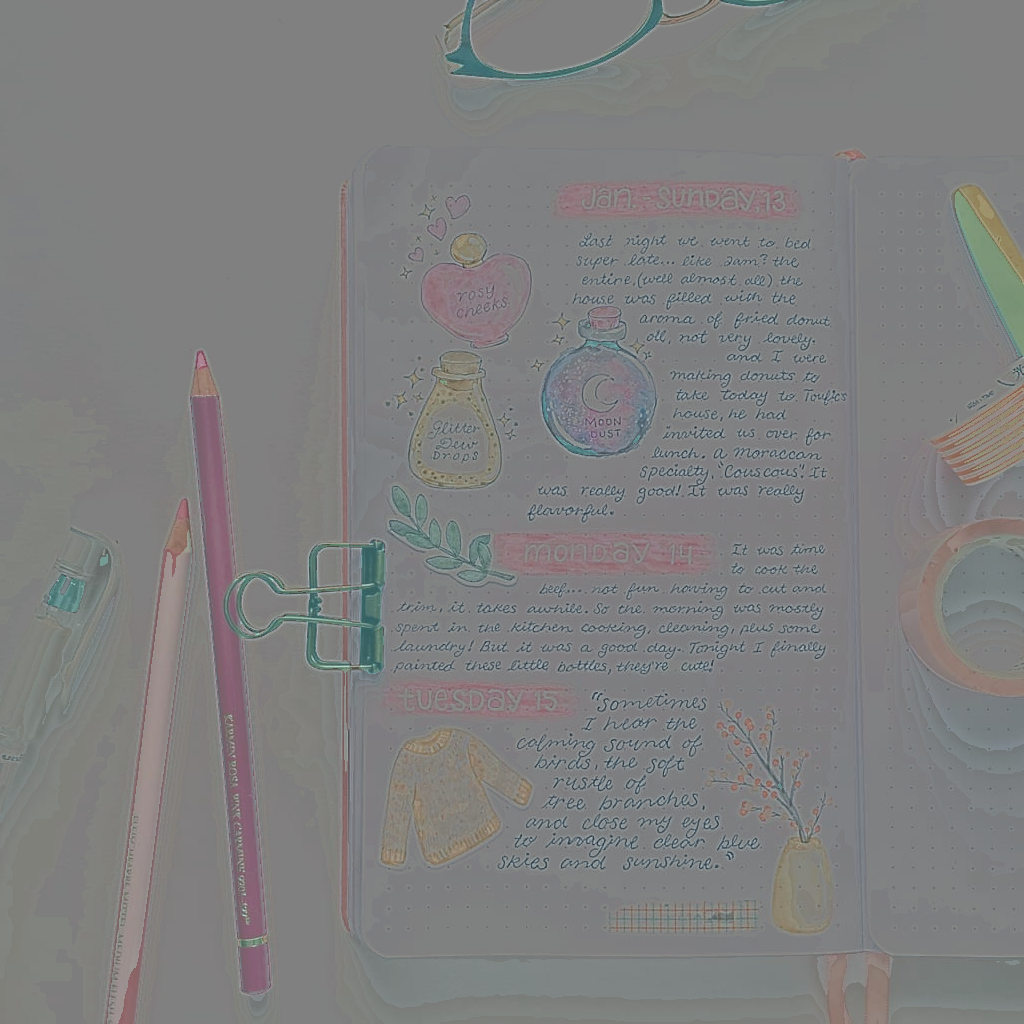 Jan. Sunday, 13
Last night we went to bed
super late... like 2am? the
entire, (well almost all) the
house was filled with the
aroma of fried donut
oil, not very lovely.
and I were
making donuts to
take today to Toufic's
house, he had
invited us over for
lunch. A Moraccan
specialty, "Couscous". It
was really good! It was really
flavorful.
rosy
cheeks
Glitter
Dew
Drops
MOON
DUST
monday 14
It was time
to cook the
beef... not fun having to cut and
trim, it takes awhile. So the morning was mostly
spent in the kitchen cooking, cleaning, plus some
laundry! But it was a good day. Tonight I finally
painted these little bottles, they're cute!
tuesday 15
"sometimes
I hear the
calming sound of
birds, the soft
rustle of
tree branches,
and close my eyes
to invagine clear blue
skies and sunshine."